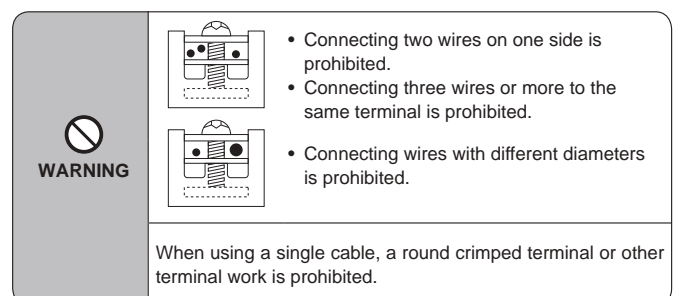 WARNING
• Connecting two wires on one side is
prohibited.
• Connecting three wires or more to the
same terminal is prohibited.
• Connecting wires with different diameters
is prohibited.
When using a single cable, a round crimped terminal or other
terminal work is prohibited.